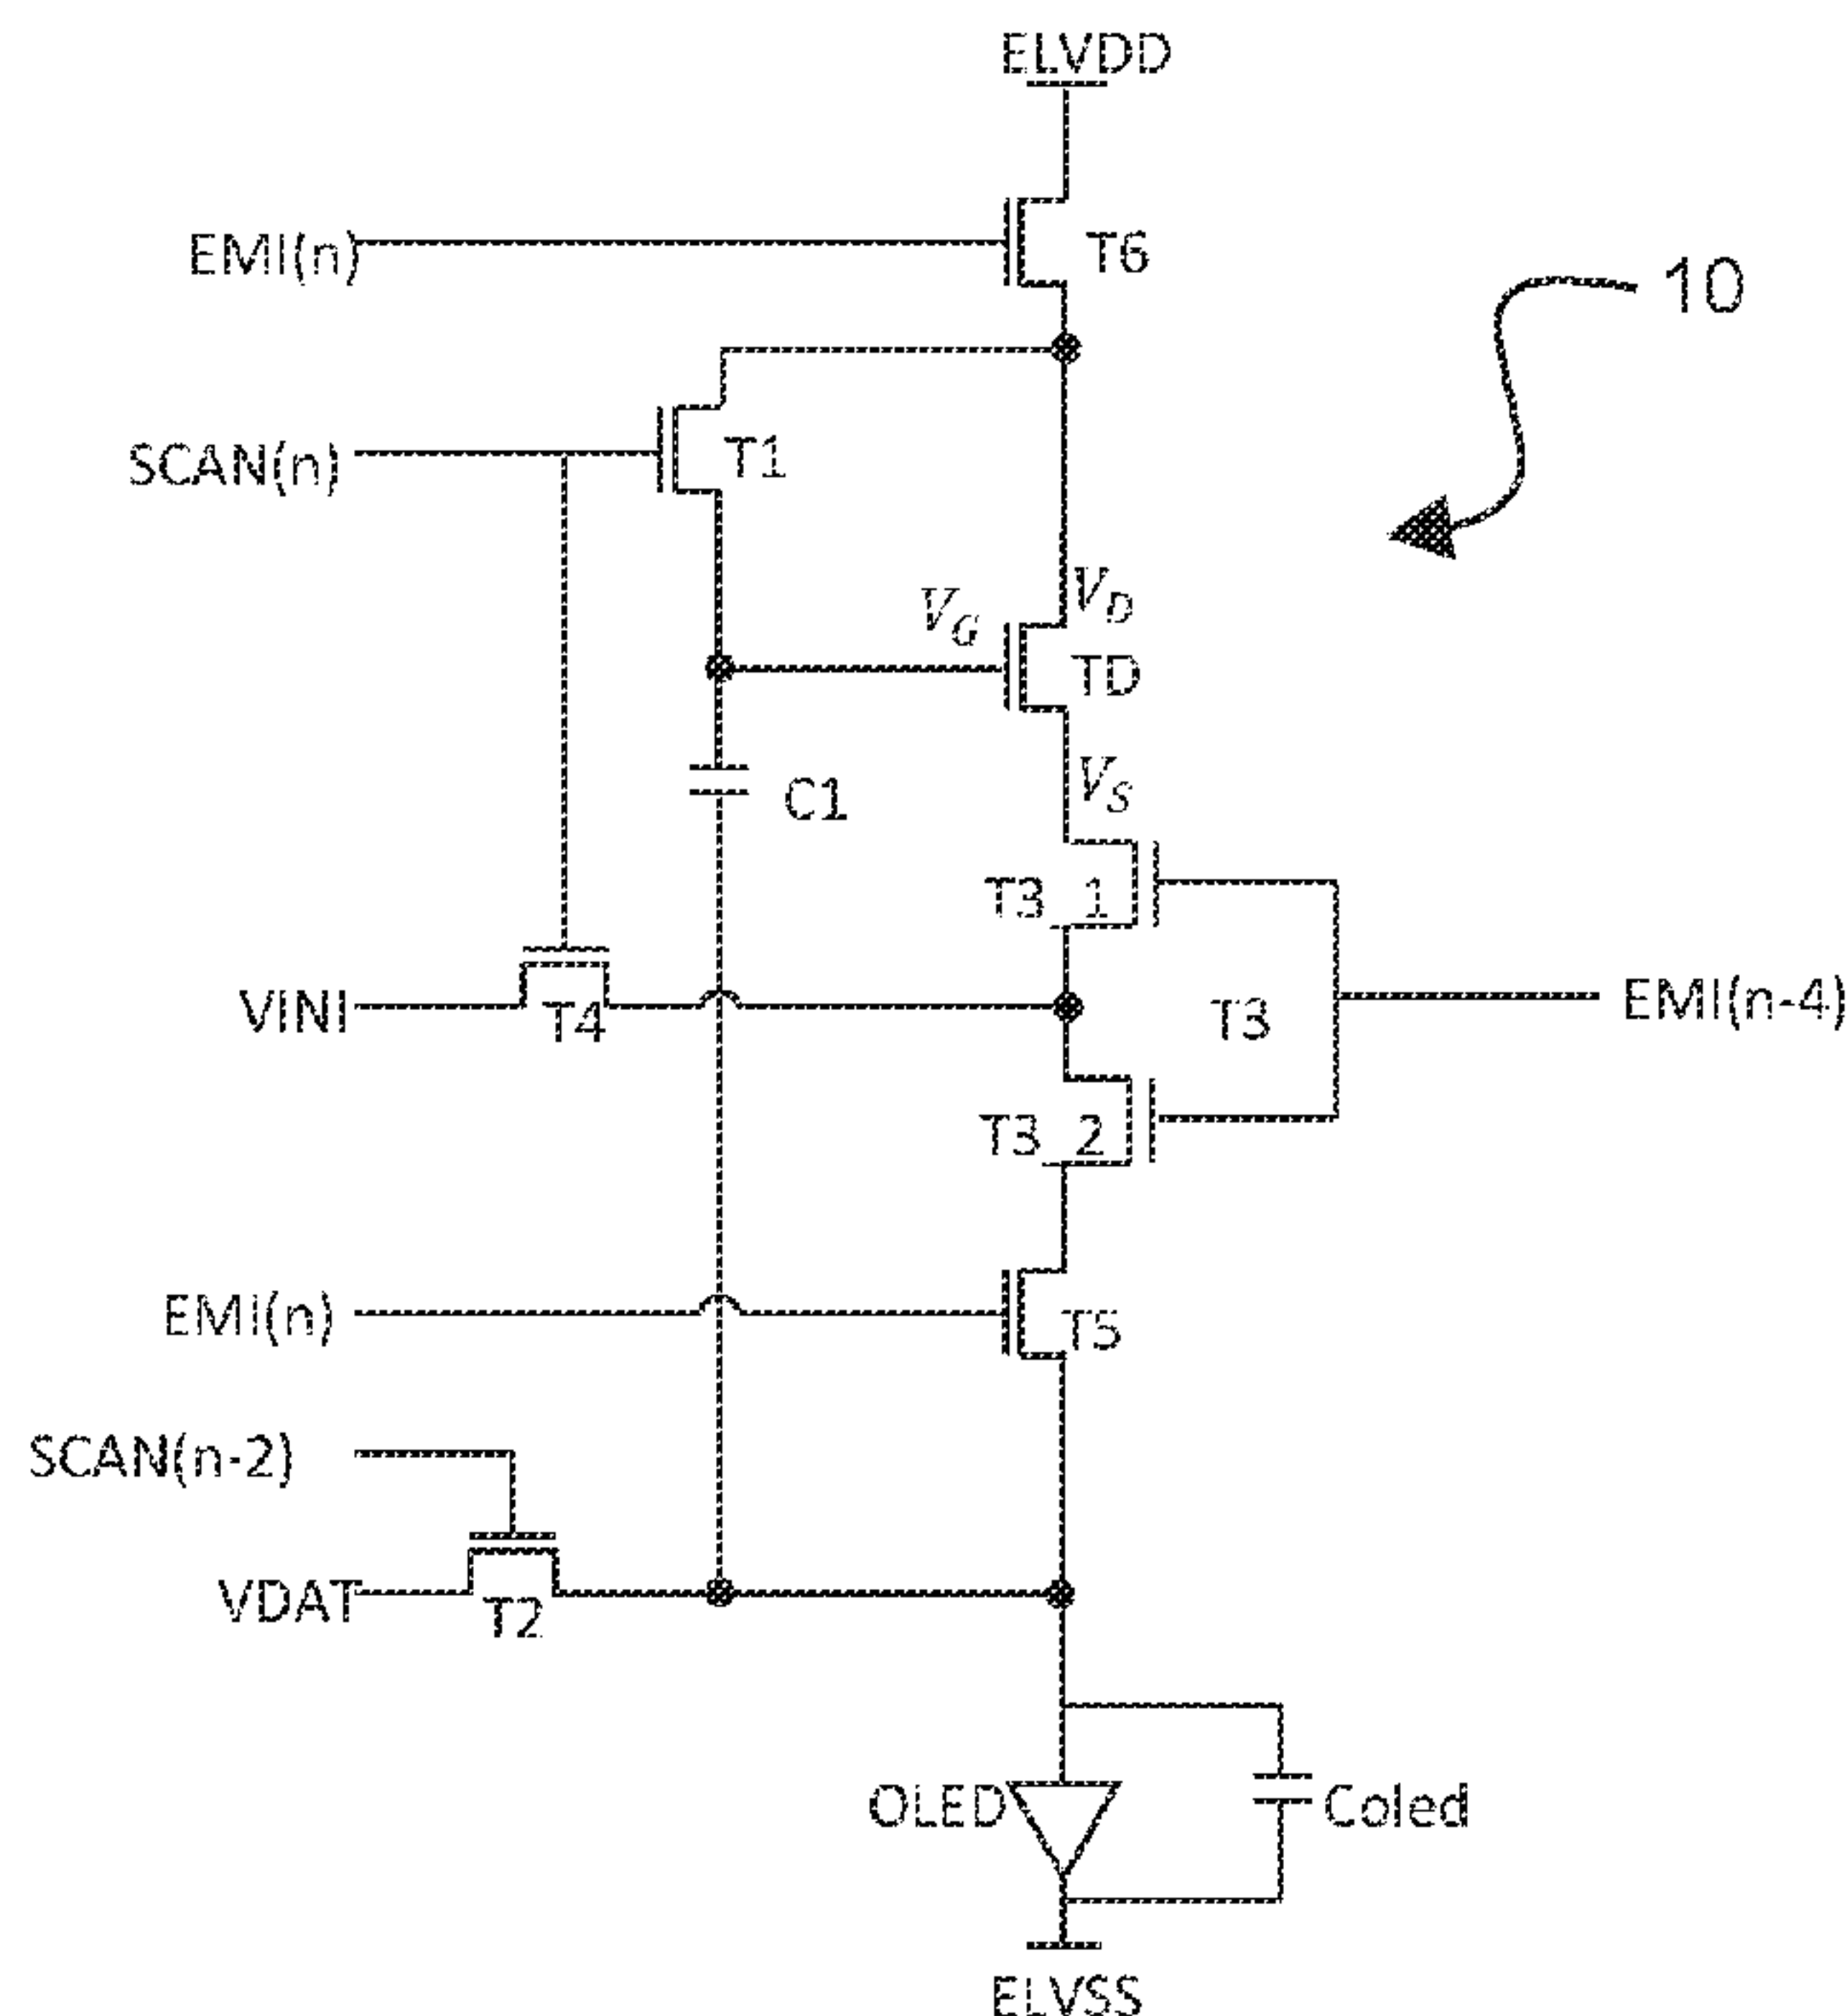 ELVDD
EMI(n)
T6
10
SCAN(n)
T1
V_G
V_D
TD
V_S
C1
T3_1
VINI
T4
T3
EMI(n-4)
T3_2
EMI(n)
T5
SCAN(n-2)
VDAT
T2
OLED
Coled
ELVSS